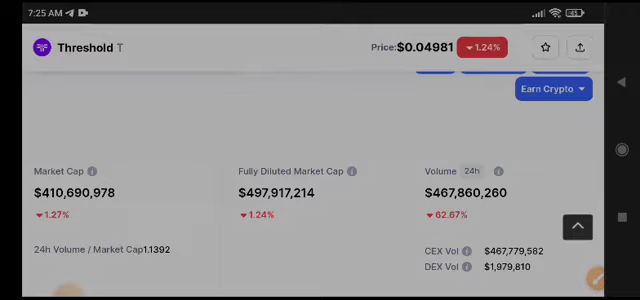 7:25 AM
Threshold T
Price:$0.04981 1.24%
Earn Crypto
Market Cap
$410,690,978
1.27%
Fully Diluted Market Cap
$497,917,214
1.24%
Volume 24h
$467,860,260
62.67%
24h Volume / Market Cap1.1392
CEX Vol $467,779,582
DEX Vol $1,979,810